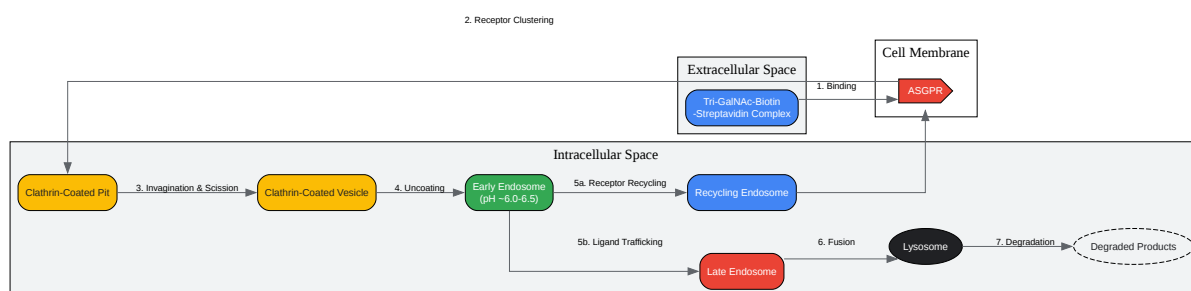 2. Receptor Clustering
Cell Membrane
Extracellular Space
ASGPR
1. Binding
Tri-GalNAc-Biotin
-Streptavidin Complex
Intracellular Space
Clathrin-Coated Pit
3. Invagination & Scission
Clathrin-Coated Vesicle
4. Uncoating
Early Endosome
(pH ~6.0-6.5)
5a. Receptor Recycling
Recycling Endosome
5b. Ligand Trafficking
Late Endosome
6. Fusion
Lysosome
7. Degradation
Degraded Products